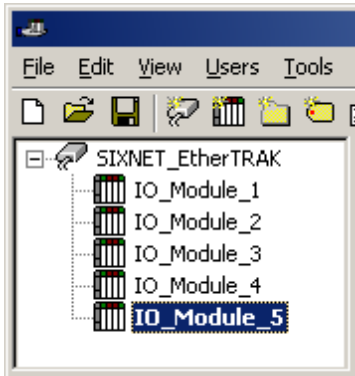 File Edit View Users Tools
SIXNET_EtherTRAK
IO_Module_1
IO_Module_2
IO_Module_3
IO_Module_4
IO_Module_5